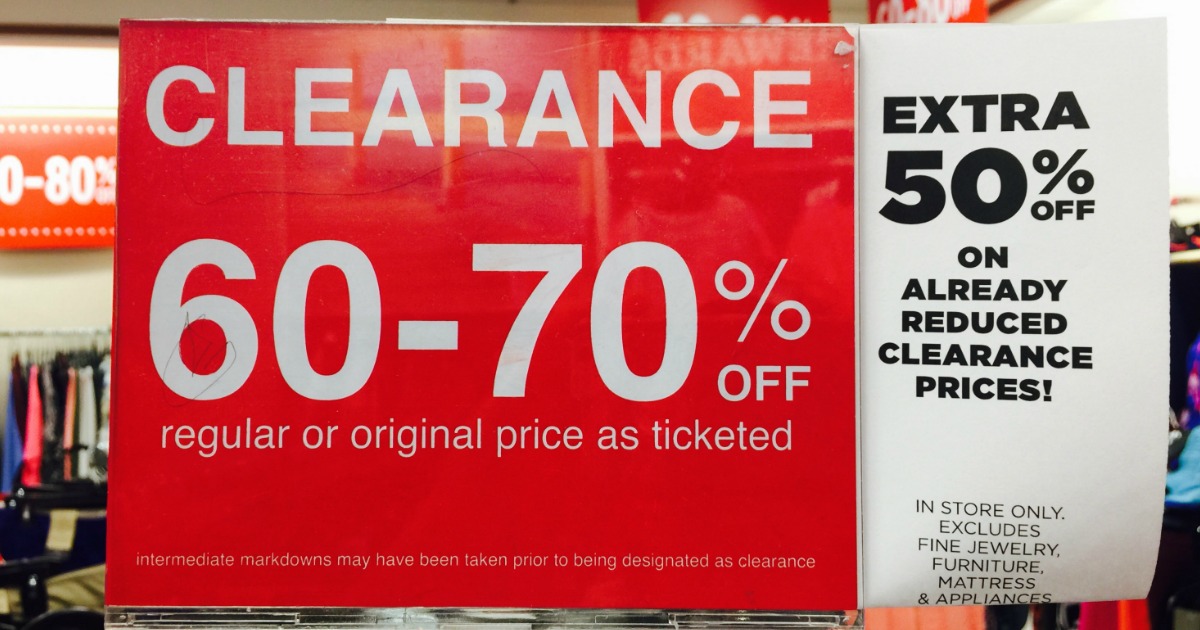 CLEARANCE
60-70%
OFF
regular or original price as ticketed
intermediate markdowns may have been taken prior to being designated as clearance
EXTRA
50%
OFF
ON
ALREADY
REDUCED
CLEARANCE
PRICES!
IN STORE ONLY.
EXCLUDES
FINE JEWELRY,
FURNITURE,
MATTRESS
& APPLIANCES
0-80%